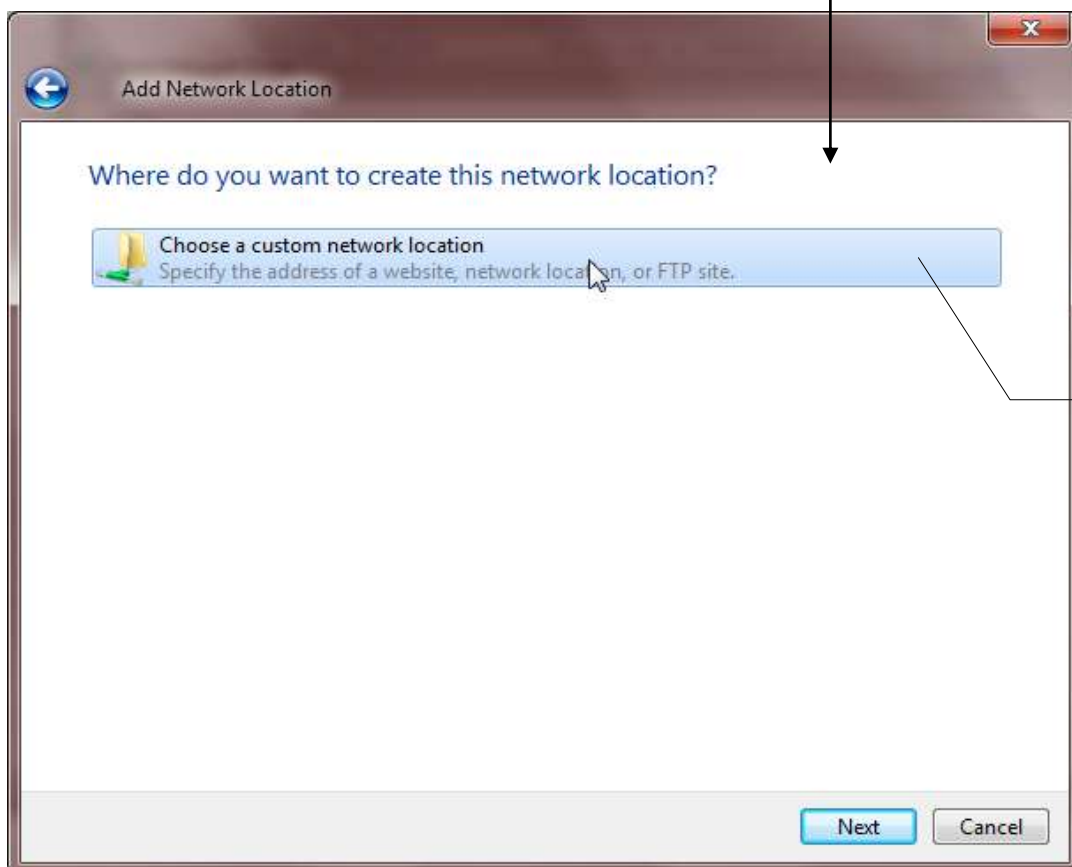 Add Network Location
Where do you want to create this network location?
Choose a custom network location
Specify the address of a website, network location, or FTP site.
Next
Cancel